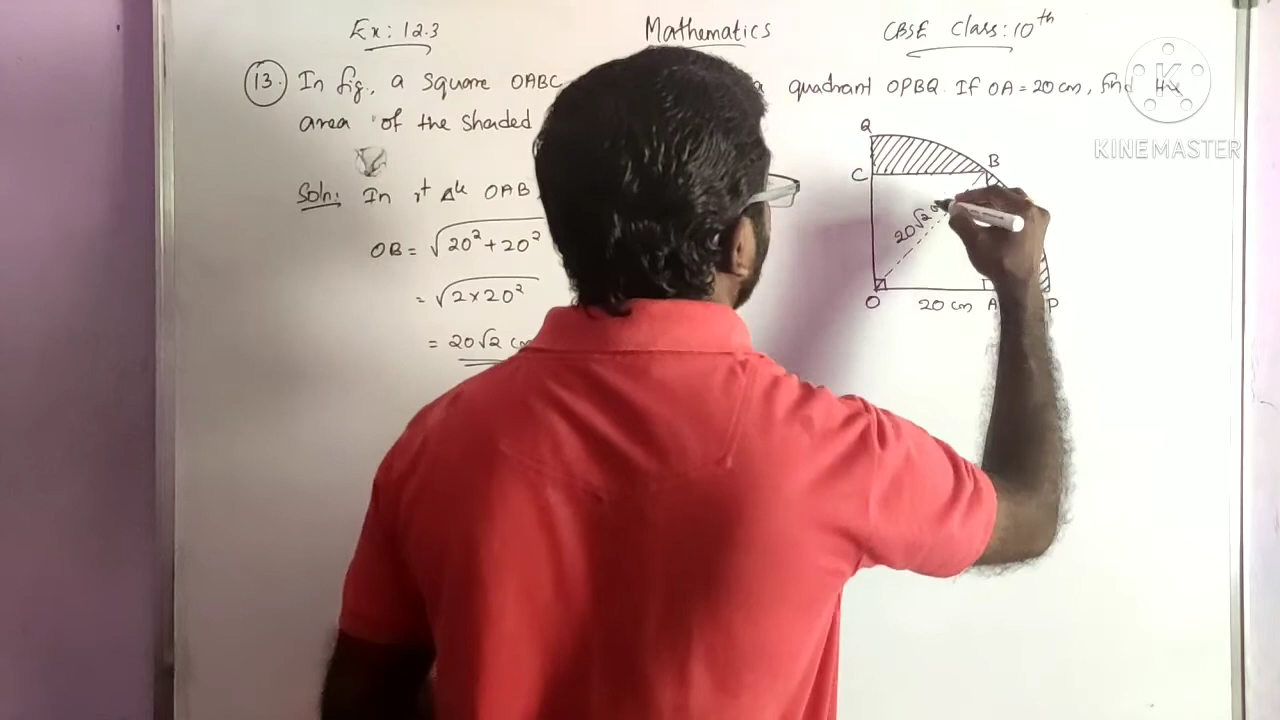 Ex: 12.3 Mathematics CBSE Class: 10th
13. In fig., a square OABC a quadrant OPBQ. If OA = 20 cm, find the
area of the shaded
Soln: In rt Δle OAB
OB = √20² + 20²
= √2 × 20²
= 20√2 cm
Q
B
C
20√2
O 20 cm A P
K
KINEMASTER